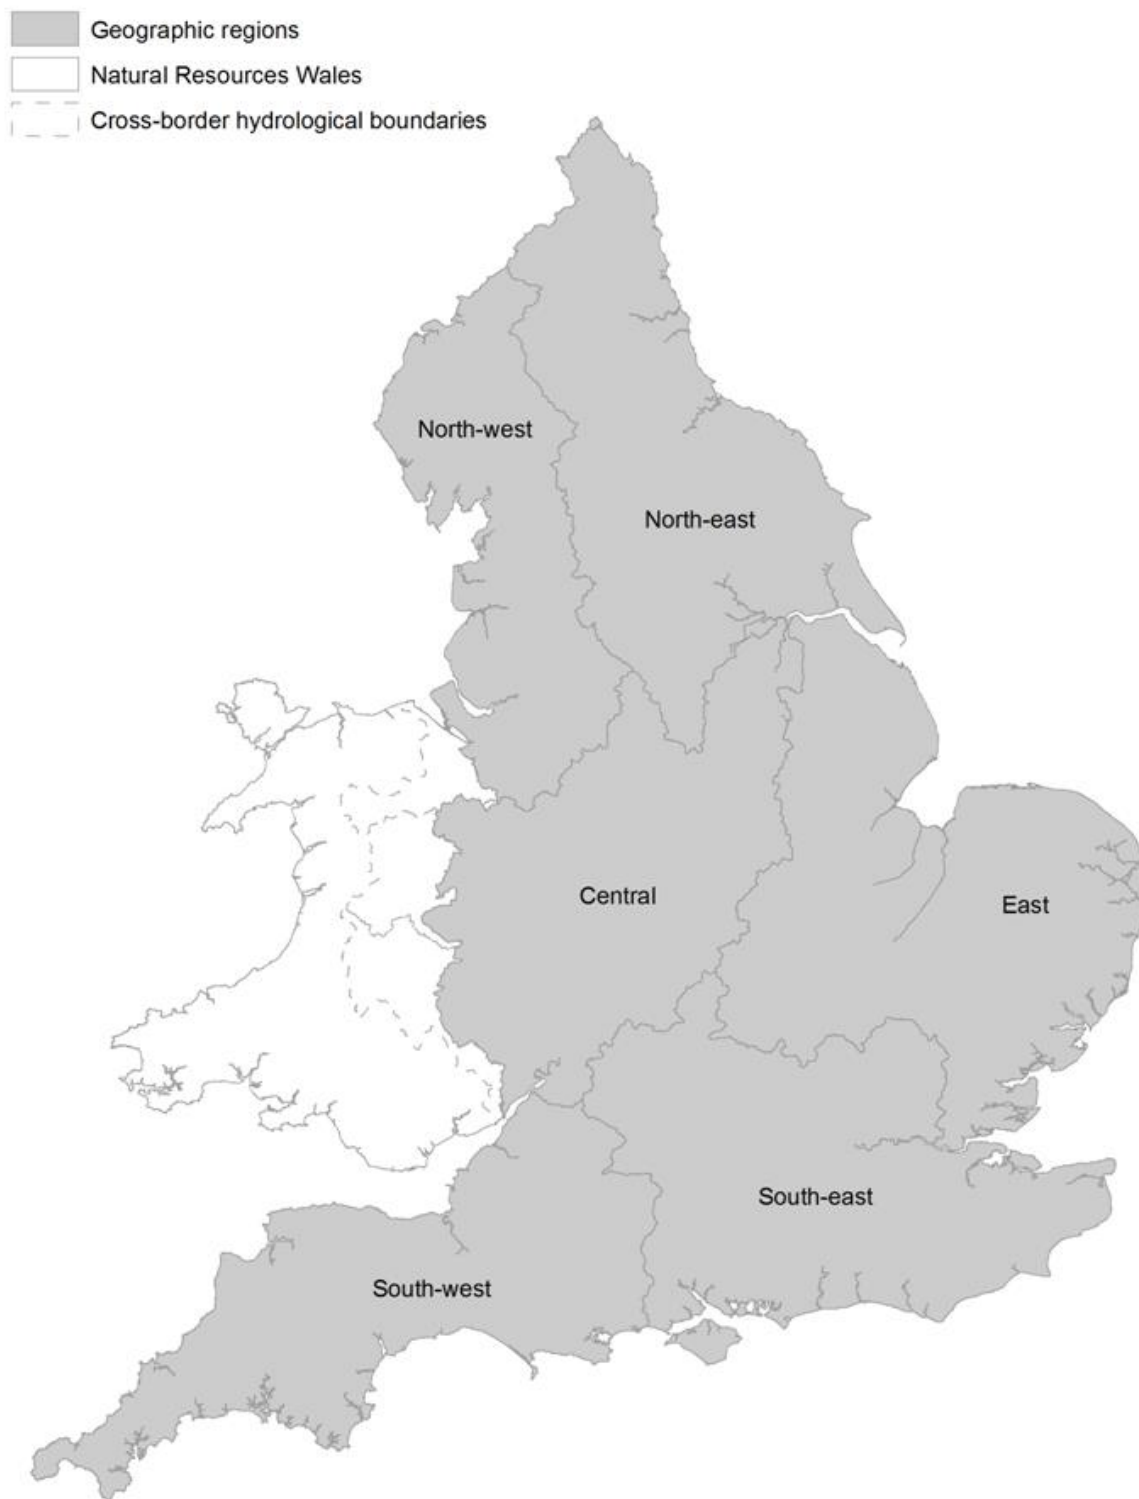 Geographic regions
Natural Resources Wales
Cross-border hydrological boundaries
North-west
North-east
Central
East
South-east
South-west